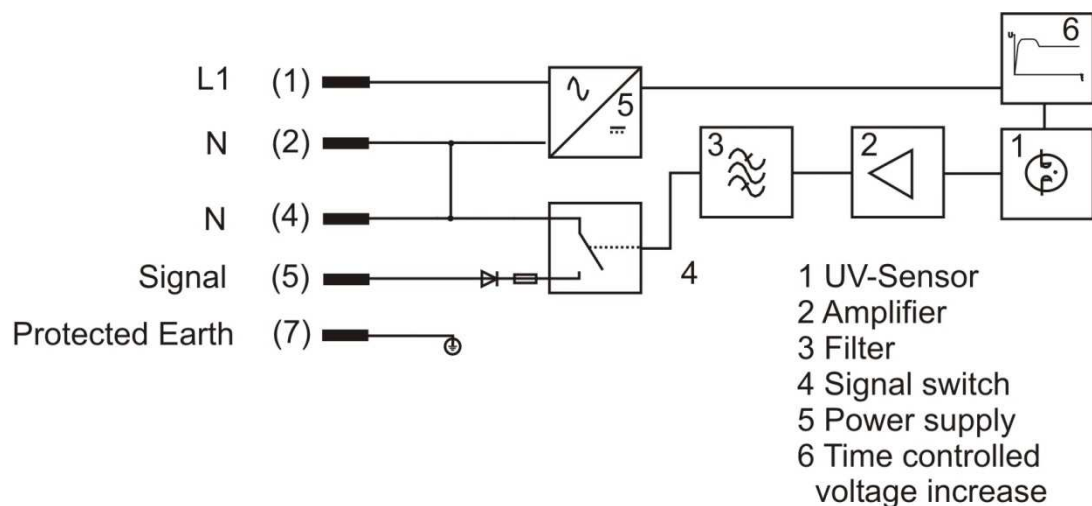 L1 (1)
N (2)
N (4)
Signal (5)
Protected Earth (7)
5
6
3
2
1
4
1 UV-Sensor
2 Amplifier
3 Filter
4 Signal switch
5 Power supply
6 Time controlled
voltage increase